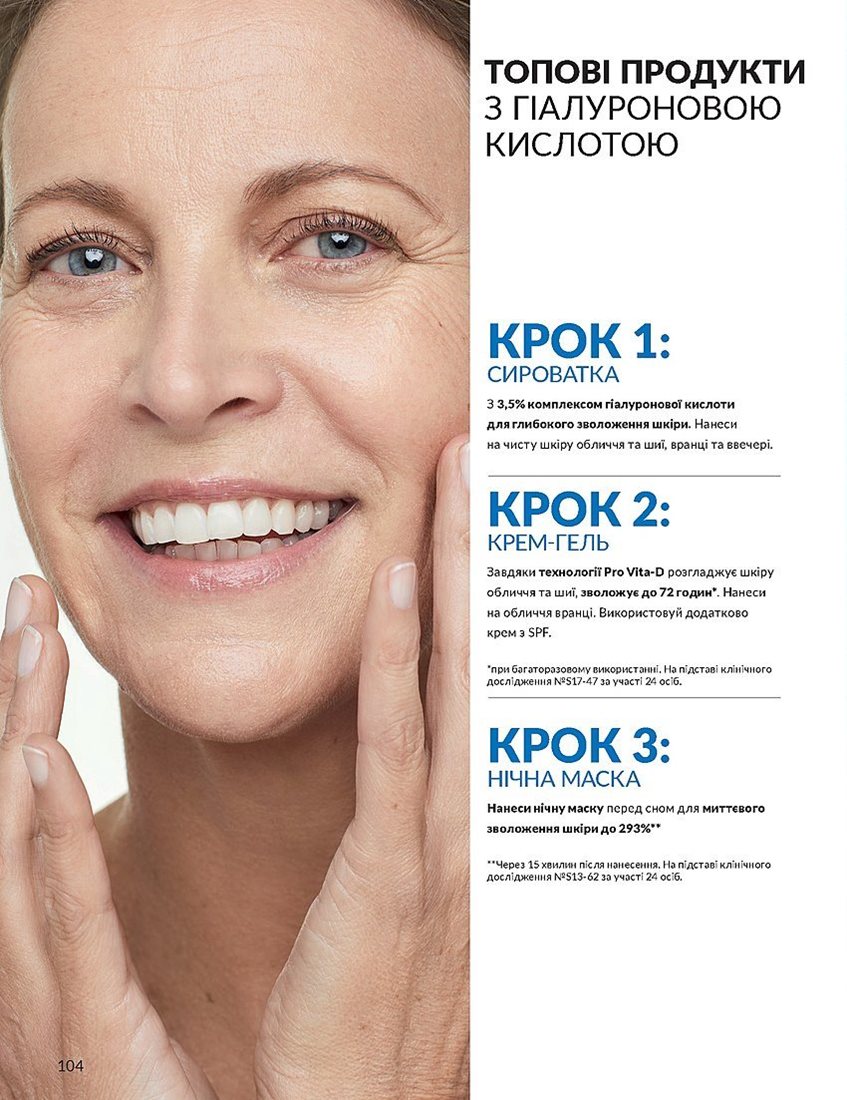 ТОПОВІ ПРОДУКТИ
З ГІАЛУРОНОВОЮ
КИСЛОТОЮ
КРОК 1:
СИРОВАТКА
З 3,5% комплексом гіалуронової кислоти
для глибокого зволоження шкіри. Нанеси
на чисту шкіру обличчя та шиї, вранці та ввечері.
КРОК 2:
КРЕМ-ГЕЛЬ
Завдяки технології Pro Vita-D розгладжує шкіру
обличчя та шиї, зволожує до 72 годин*. Нанеси
на обличчя вранці. Використовуй додатково
крем з SPF.
*при багаторазовому використанні. На підставі клінічного
дослідження №S17-47 за участі 24 осіб.
КРОК 3:
НІЧНА МАСКА
Нанеси нічну маску перед сном для миттєвого
зволоження шкіри до 293%**
**Через 15 хвилин після нанесення. На підставі клінічного
дослідження №S13-62 за участі 24 осіб.
104